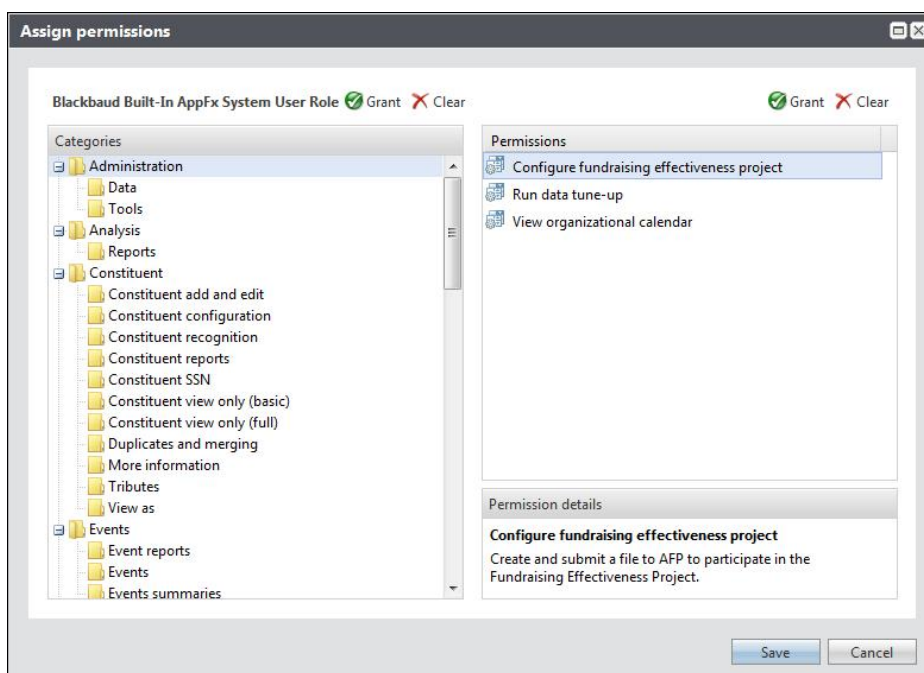 Assign permissions
Blackbaud Built-In AppFx System User Role Grant Clear
Grant Clear
Categories
Administration
Data
Tools
Analysis
Reports
Constituent
Constituent add and edit
Constituent configuration
Constituent recognition
Constituent reports
Constituent SSN
Constituent view only (basic)
Constituent view only (full)
Duplicates and merging
More information
Tributes
View as
Events
Event reports
Events
Events summaries
Permissions
Configure fundraising effectiveness project
Run data tune-up
View organizational calendar
Permission details
Configure fundraising effectiveness project
Create and submit a file to AFP to participate in the
Fundraising Effectiveness Project.
Save Cancel